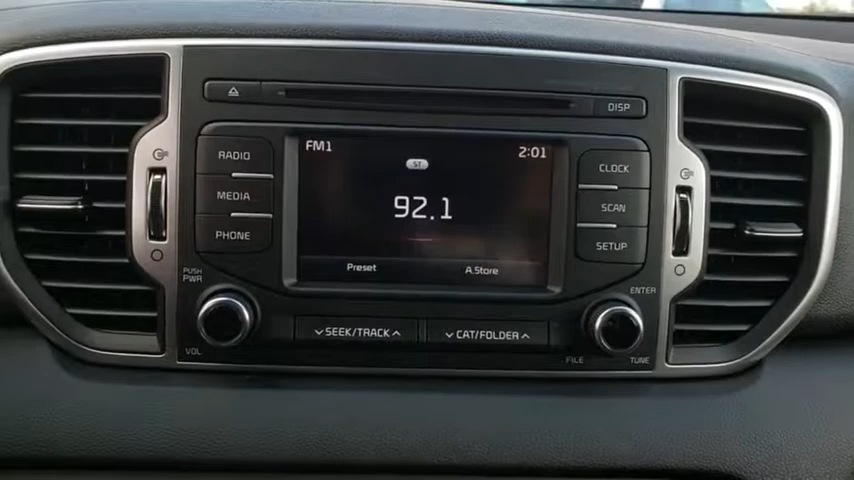 DISP
RADIO
MEDIA
PHONE
FM1
ST
2:01
92.1
Preset
A.Store
CLOCK
SCAN
SETUP
PUSH
PWR
VOL
SEEK/TRACK
CAT/FOLDER
ENTER
FILE
TUNE